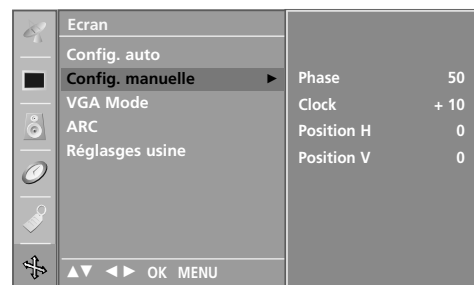 Ecran
Config. auto
Config. manuelle ►
VGA Mode
ARC
Réglasges usine
Phase 50
Clock + 10
Position H 0
Position V 0
▲▼ ◄► OK MENU